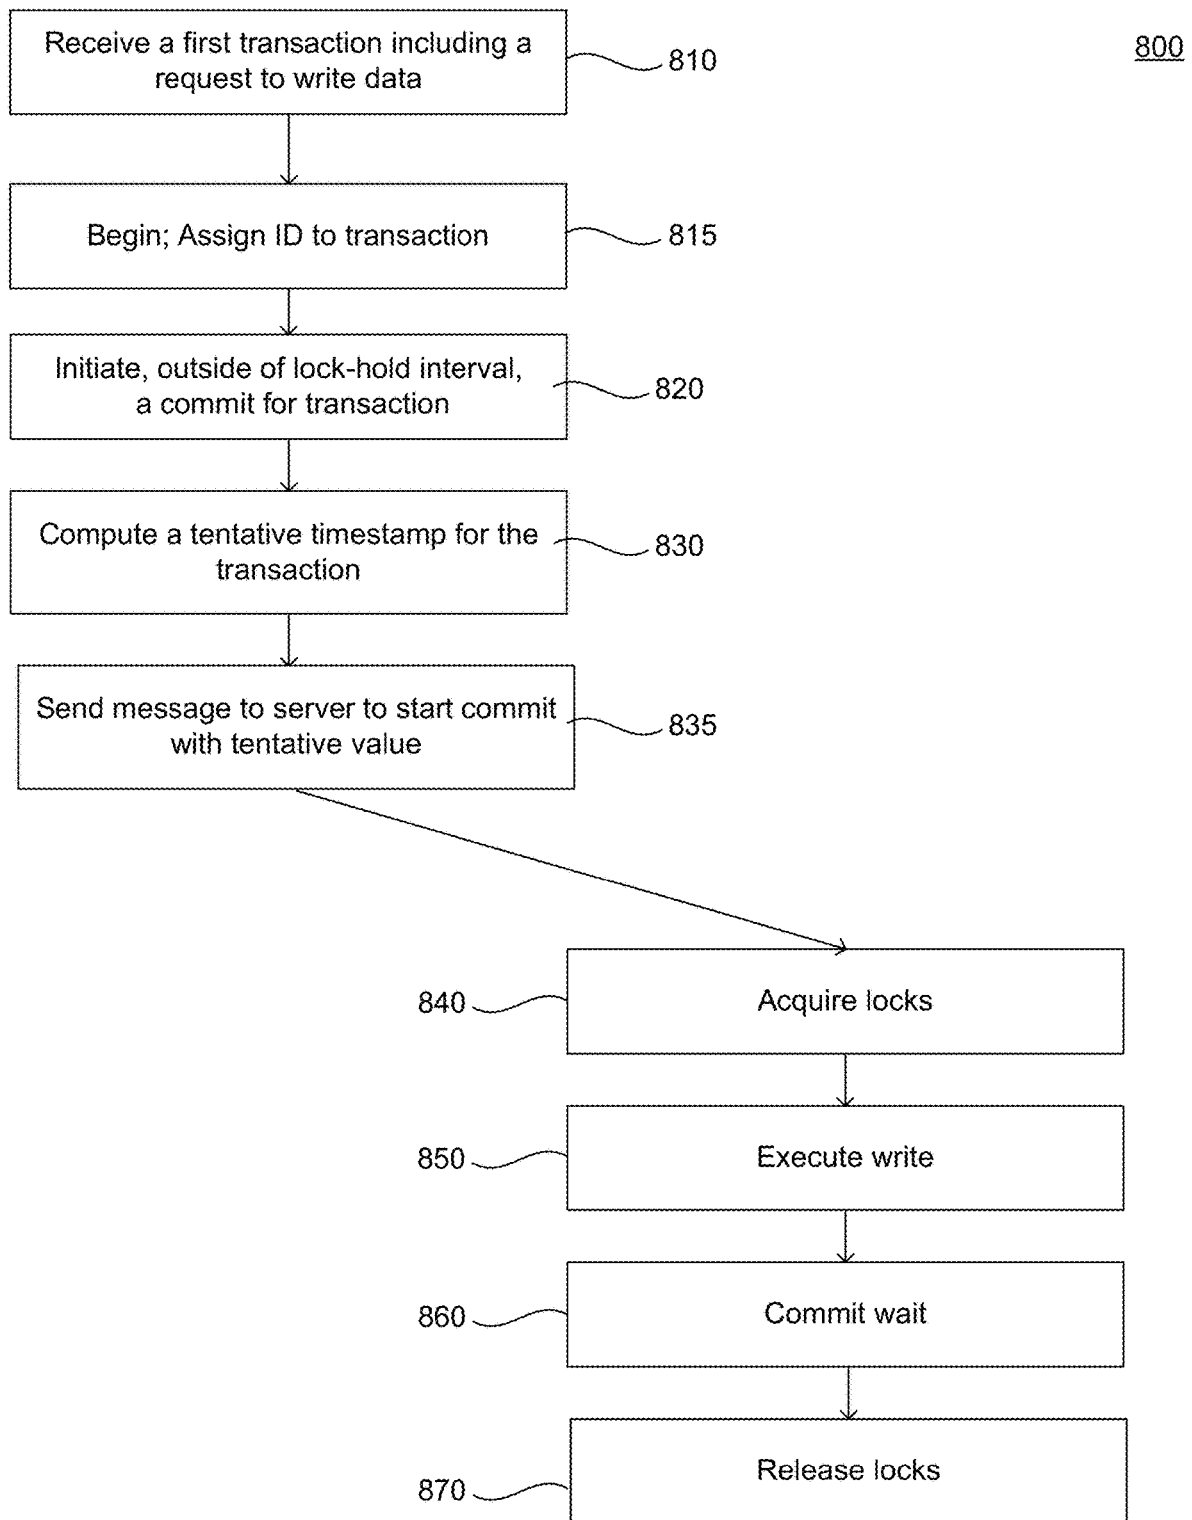 800
Receive a first transaction including a
request to write data
810
Begin; Assign ID to transaction
815
Initiate, outside of lock-hold interval,
a commit for transaction
820
Compute a tentative timestamp for the
transaction
830
Send message to server to start commit
with tentative value
835
840
Acquire locks
850
Execute write
860
Commit wait
870
Release locks